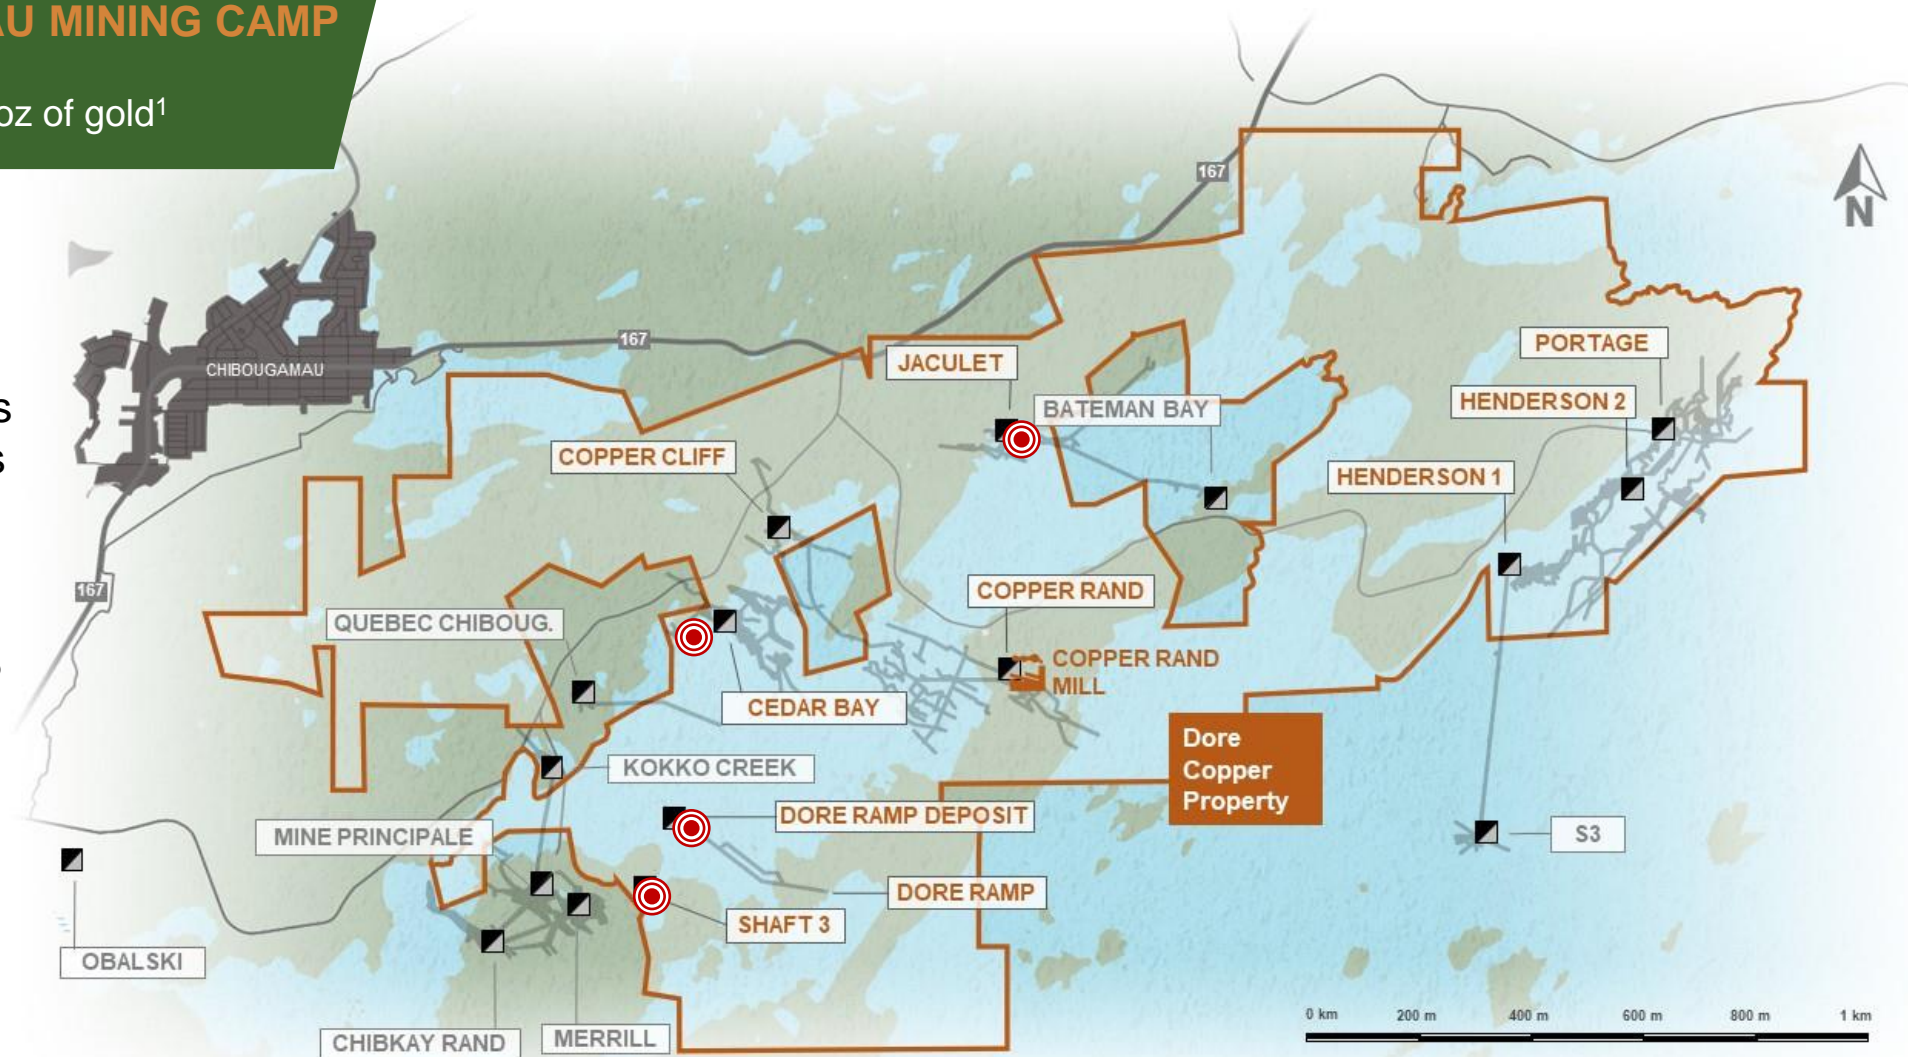 AU MINING CAMP
oz of gold1
167
N
167
CHIBOUGAMAU
JACULET
PORTAGE
s
BATEMAN BAY
HENDERSON 2
COPPER CLIFF
s
HENDERSON 1
167
COPPER RAND
QUEBEC CHIBOUG.
COPPER RAND
MILL
CEDAR BAY
Dore
Copper
Property
KOKKO CREEK
DORE RAMP DEPOSIT
MINE PRINCIPALE
S3
DORE RAMP
SHAFT 3
OBALSKI
0 km 200 m 400 m 600 m 800 m 1 km
CHIBKAY RAND
MERRILL